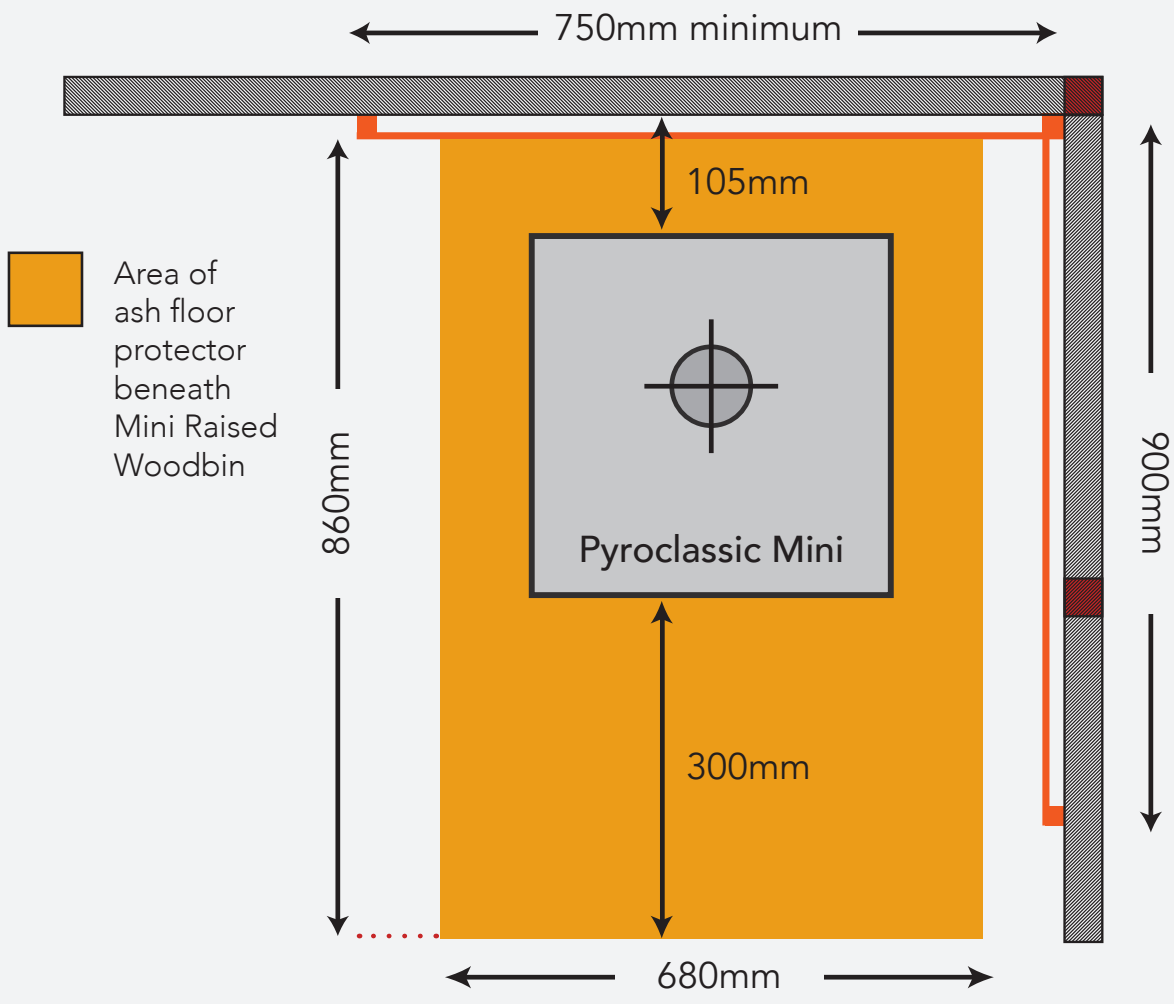 750mm minimum
105mm
Area of
ash floor
protector
beneath
Mini Raised
Woodbin
860mm
900mm
Pyroclassic Mini
300mm
680mm